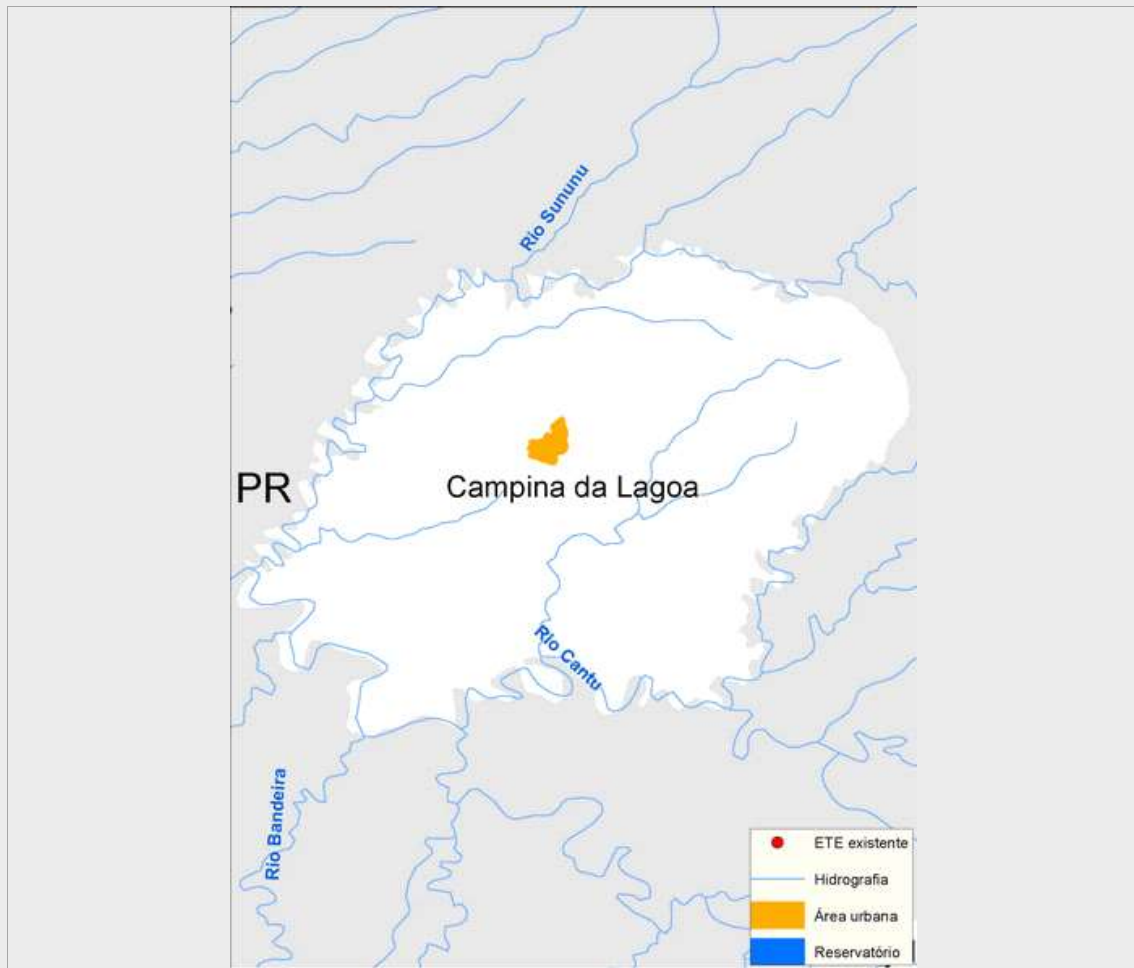 Rio Sununu
PR
Campina da Lagoa
Rio Cantu
Rio Bandeira
ETE existente
Hidrografia
Área urbana
Reservatório